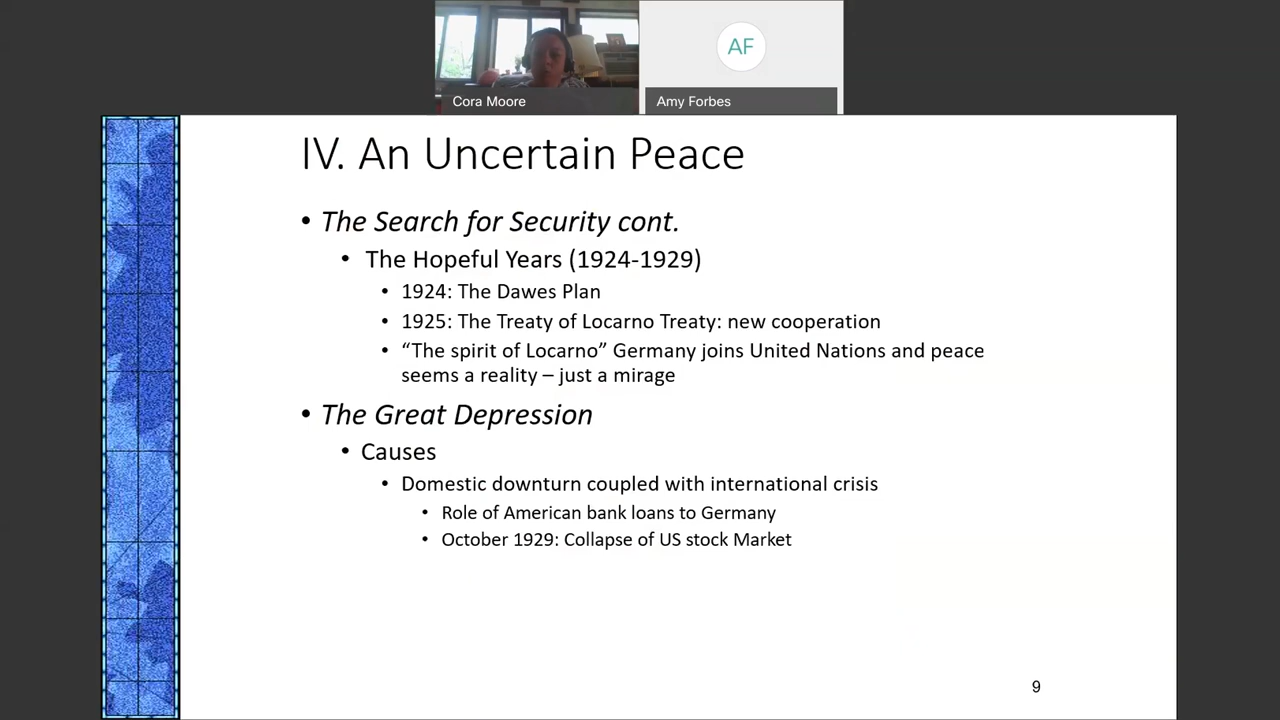 AF
Cora Moore
Amy Forbes
IV. An Uncertain Peace
• The Search for Security cont.
• The Hopeful Years (1924-1929)
• 1924: The Dawes Plan
• 1925: The Treaty of Locarno Treaty: new cooperation
• “The spirit of Locarno” Germany joins United Nations and peace
seems a reality – just a mirage
• The Great Depression
• Causes
• Domestic downturn coupled with international crisis
• Role of American bank loans to Germany
• October 1929: Collapse of US stock Market
9